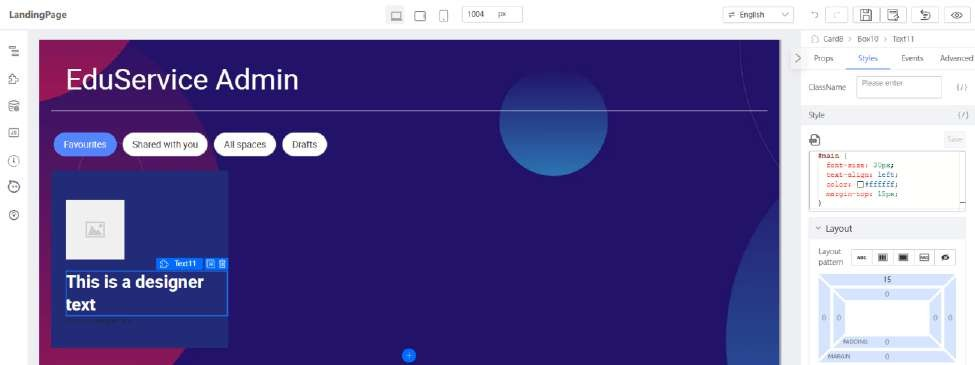 LandingPage
1004 px
English
Card8 > Box10 > Text11
EduService Admin
Props Styles Events Advanced
ClassName Please enter {/}
Style {/}
Favourites Shared with you All spaces Drafts
Save
#main {
font-size: 30px;
text-align: left;
color: #ffffff;
margin-top: 15px;
}
Layout
Text11
Layout
pattern
ABC
This is a designer
text
15
0
0 0 0 0
PADDING 0
MARGIN 0